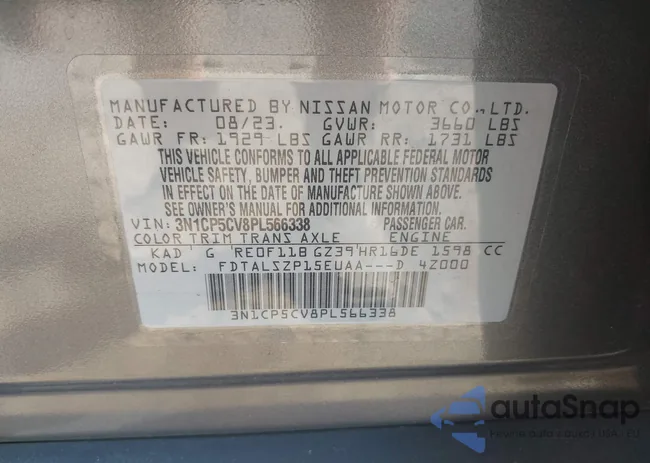 MANUFACTURED BY NISSAN MOTOR CO.,LTD.
DATE: 08/23. GVWR: 3660 LBS
GAWR FR: 1929 LBS GAWR RR: 1731 LBS
THIS VEHICLE CONFORMS TO ALL APPLICABLE FEDERAL MOTOR
VEHICLE SAFETY, BUMPER AND THEFT PREVENTION STANDARDS
IN EFFECT ON THE DATE OF MANUFACTURE SHOWN ABOVE.
SEE OWNER'S MANUAL FOR ADDITIONAL INFORMATION.
VIN: 3N1CP5CV8PL566338 PASSENGER CAR.
COLOR TRIM TRANS AXLE ENGINE
KAD G RE0F11B GZ39 HR16DE 1598 CC
MODEL: FDTALSZP15EUAA---D 4Z000
3N1CP5CV8PL566338
autoSnap